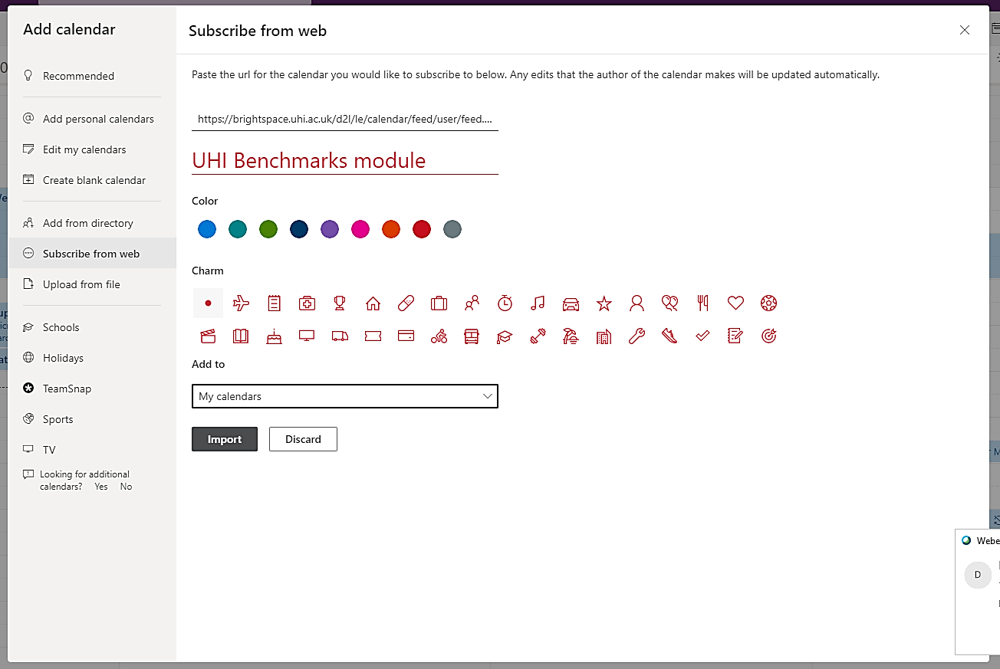 Add calendar
Recommended
Add personal calendars
Edit my calendars
Create blank calendar
Add from directory
Subscribe from web
Upload from file
Schools
Holidays
TeamSnap
Sports
TV
Looking for additional
calendars? Yes No
Subscribe from web
Paste the url for the calendar you would like to subscribe to below. Any edits that the author of the calendar makes will be updated automatically.
https://brightspace.uhi.ac.uk/d2l/le/calendar/feed/user/feed....
UHI Benchmarks module
Color
Charm
Add to
My calendars
Import Discard
D